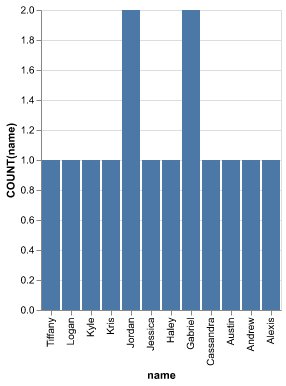 COUNT(name)
2.0
1.8
1.6
1.4
1.2
1.0
0.8
0.6
0.4
0.2
0.0
Tiffany
Logan
Kyle
Kris
Jordan
Jessica
Haley
Gabriel
Cassandra
Austin
Andrew
Alexis
name